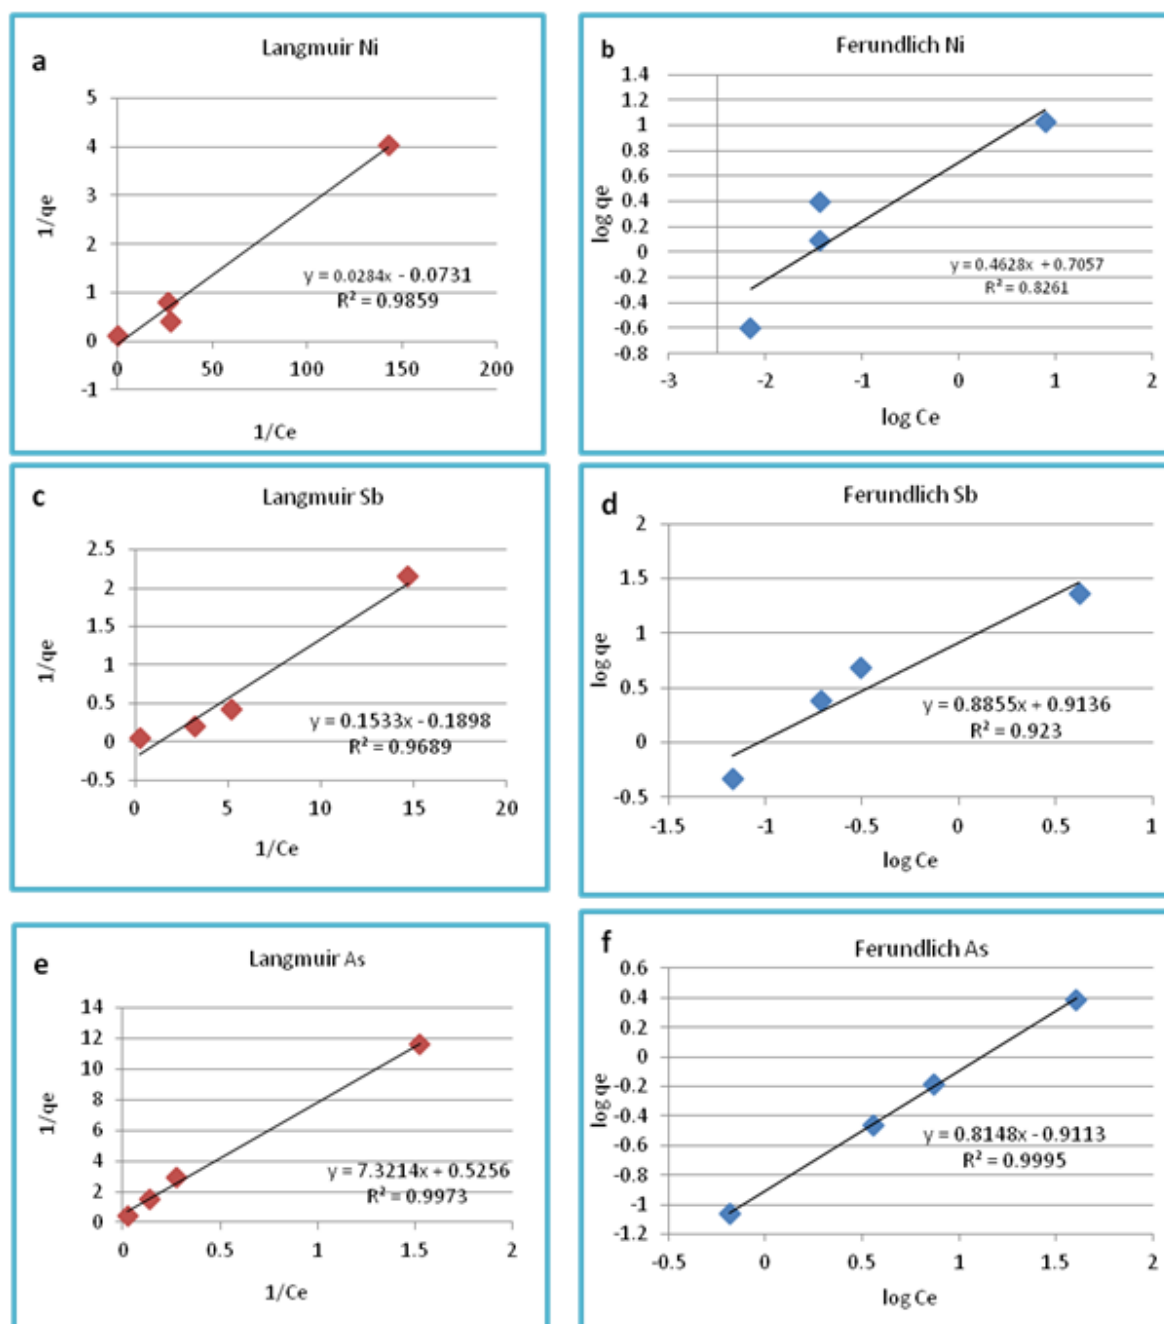 a
Langmuir Ni
5
4
3
2
1
0
-1
0 50 100 150 200
1/qe
1/Ce
y = 0.0284x - 0.0731
R² = 0.9859
b
Ferundlich Ni
1.4
1.2
1
0.8
0.6
0.4
0.2
0
-0.2
-0.4
-0.6
-0.8
-3 -2 -1 0 1 2
log qe
log Ce
y = 0.4628x + 0.7057
R² = 0.8261
c
Langmuir Sb
2.5
2
1.5
1
0.5
0
-0.5
0 5 10 15 20
1/qe
1/Ce
y = 0.1533x - 0.1898
R² = 0.9689
d
Ferundlich Sb
2
1.5
1
0.5
0
-0.5
-1.5 -1 -0.5 0 0.5 1
log qe
log Ce
y = 0.8855x + 0.9136
R² = 0.923
e
Langmuir As
14
12
10
8
6
4
2
0
0 0.5 1 1.5 2
1/qe
1/Ce
y = 7.3214x + 0.5256
R² = 0.9973
f
Ferundlich As
0.6
0.4
0.2
0
-0.2
-0.4
-0.6
-0.8
-1
-1.2
-0.5 0 0.5 1 1.5 2
log qe
log Ce
y = 0.8148x - 0.9113
R² = 0.9995